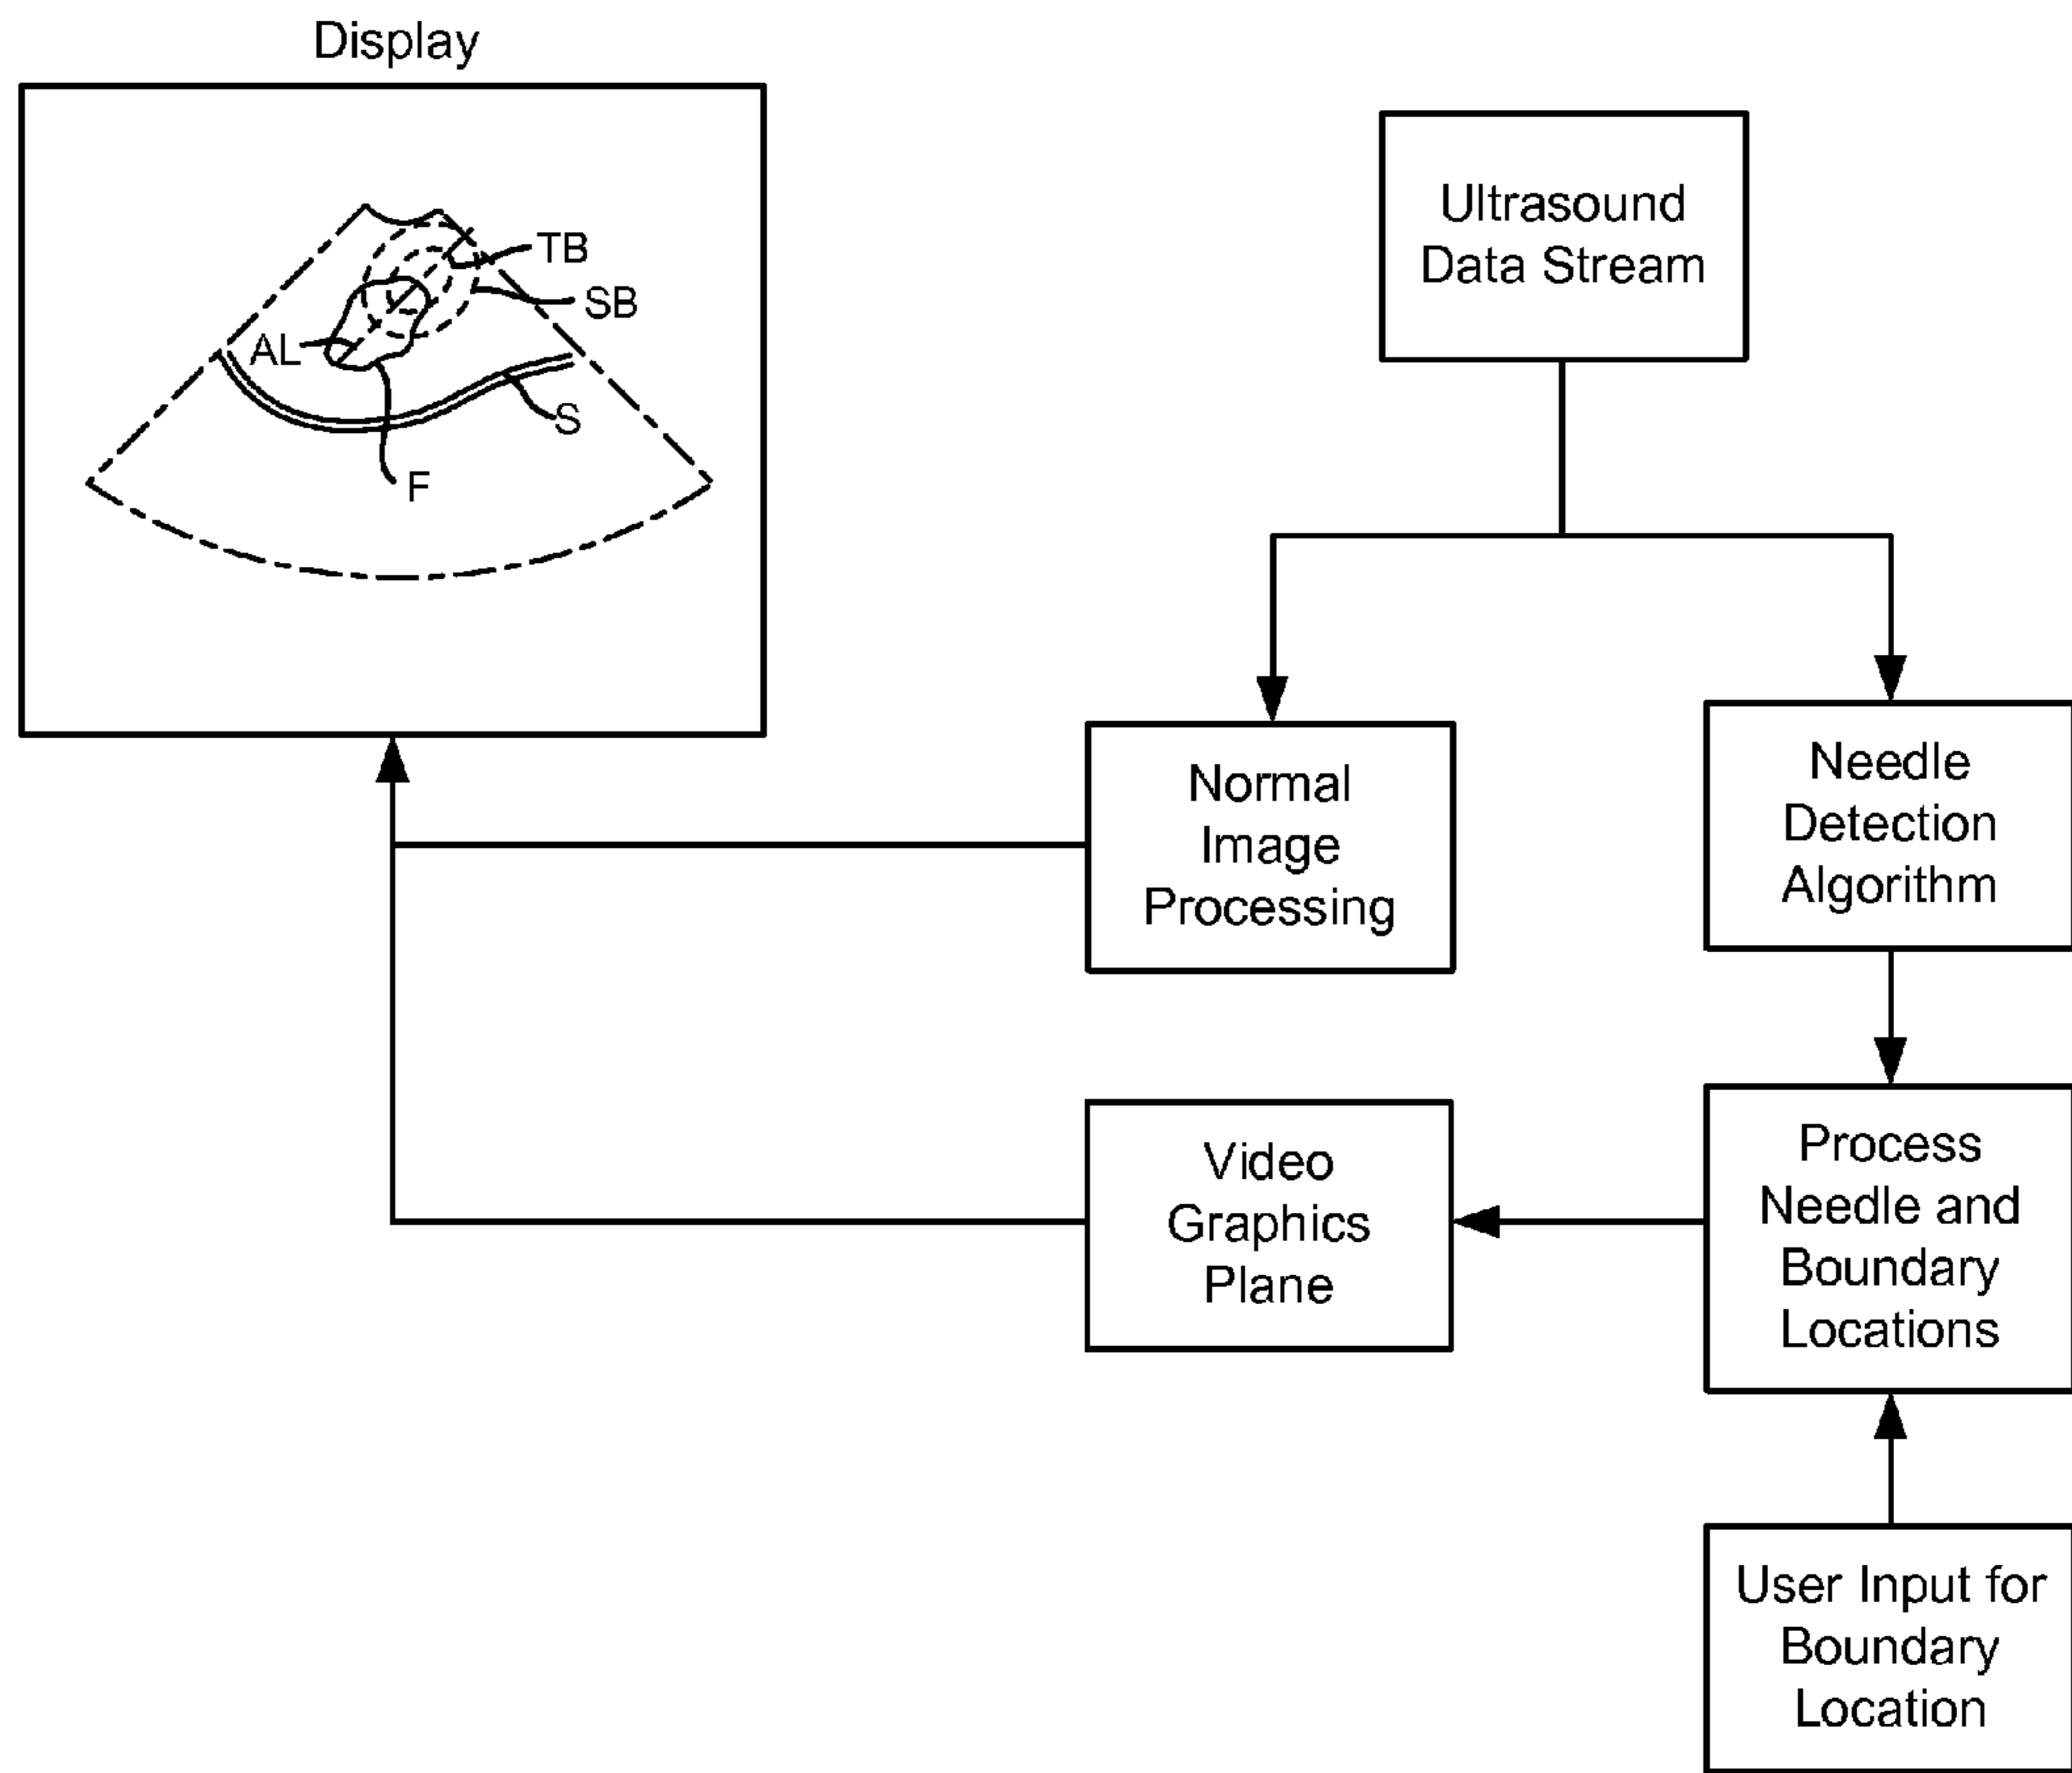 Display
TB
SB
AL
S
F
Ultrasound
Data Stream
Normal
Image
Processing
Needle
Detection
Algorithm
Video
Graphics
Plane
Process
Needle and
Boundary
Locations
User Input for
Boundary
Location